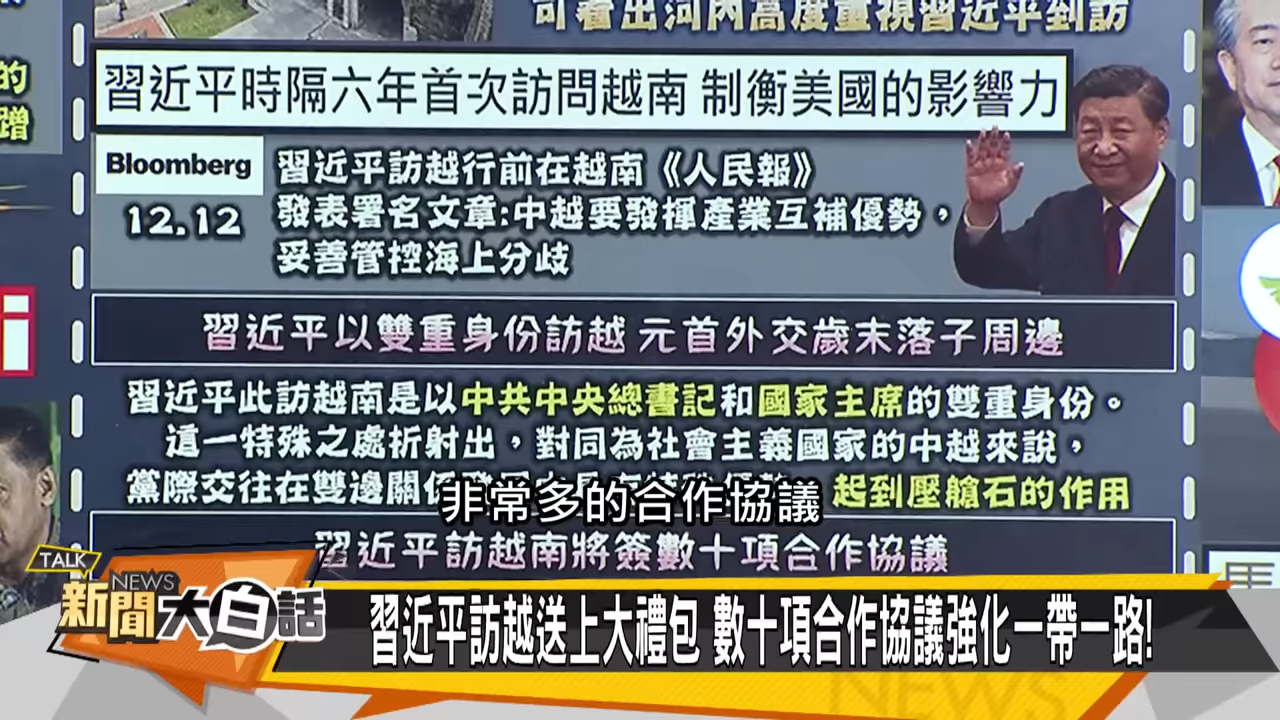 可看出河內高度重視習近平到訪
的
蹭
習近平時隔六年首次訪問越南 制衡美國的影響力
Bloomberg
12.12
習近平訪越行前在越南《人民報》
發表署名文章:中越要發揮產業互補優勢，
妥善管控海上分歧
習近平以雙重身份訪越 元首外交歲末落子周邊
習近平此訪越南是以中共中央總書記和國家主席的雙重身份。
這一特殊之處折射出，對同為社會主義國家的中越來說，
黨際交往在雙邊關係 起到壓艙石的作用
非常多的合作協議
習近平訪越南將簽數十項合作協議
TALK
NEWS
新聞大白話
習近平訪越送上大禮包 數十項合作協議強化一帶一路!
NEWS